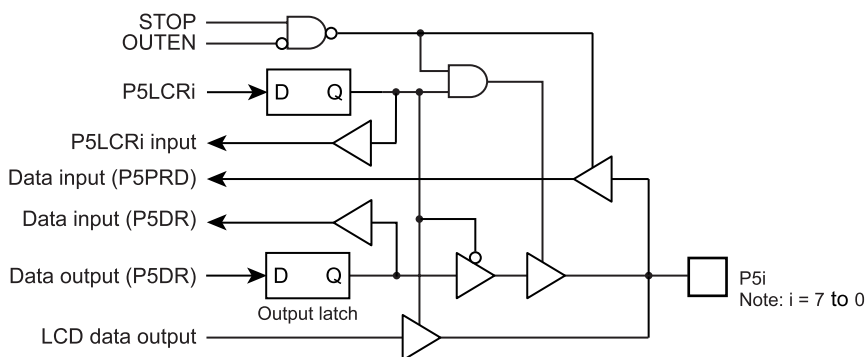 STOP
OUTEN
P5LCRi
D Q
P5LCRi input
Data input (P5PRD)
Data input (P5DR)
Data output (P5DR)
D Q
Output latch
P5i
Note: i = 7 to 0
LCD data output